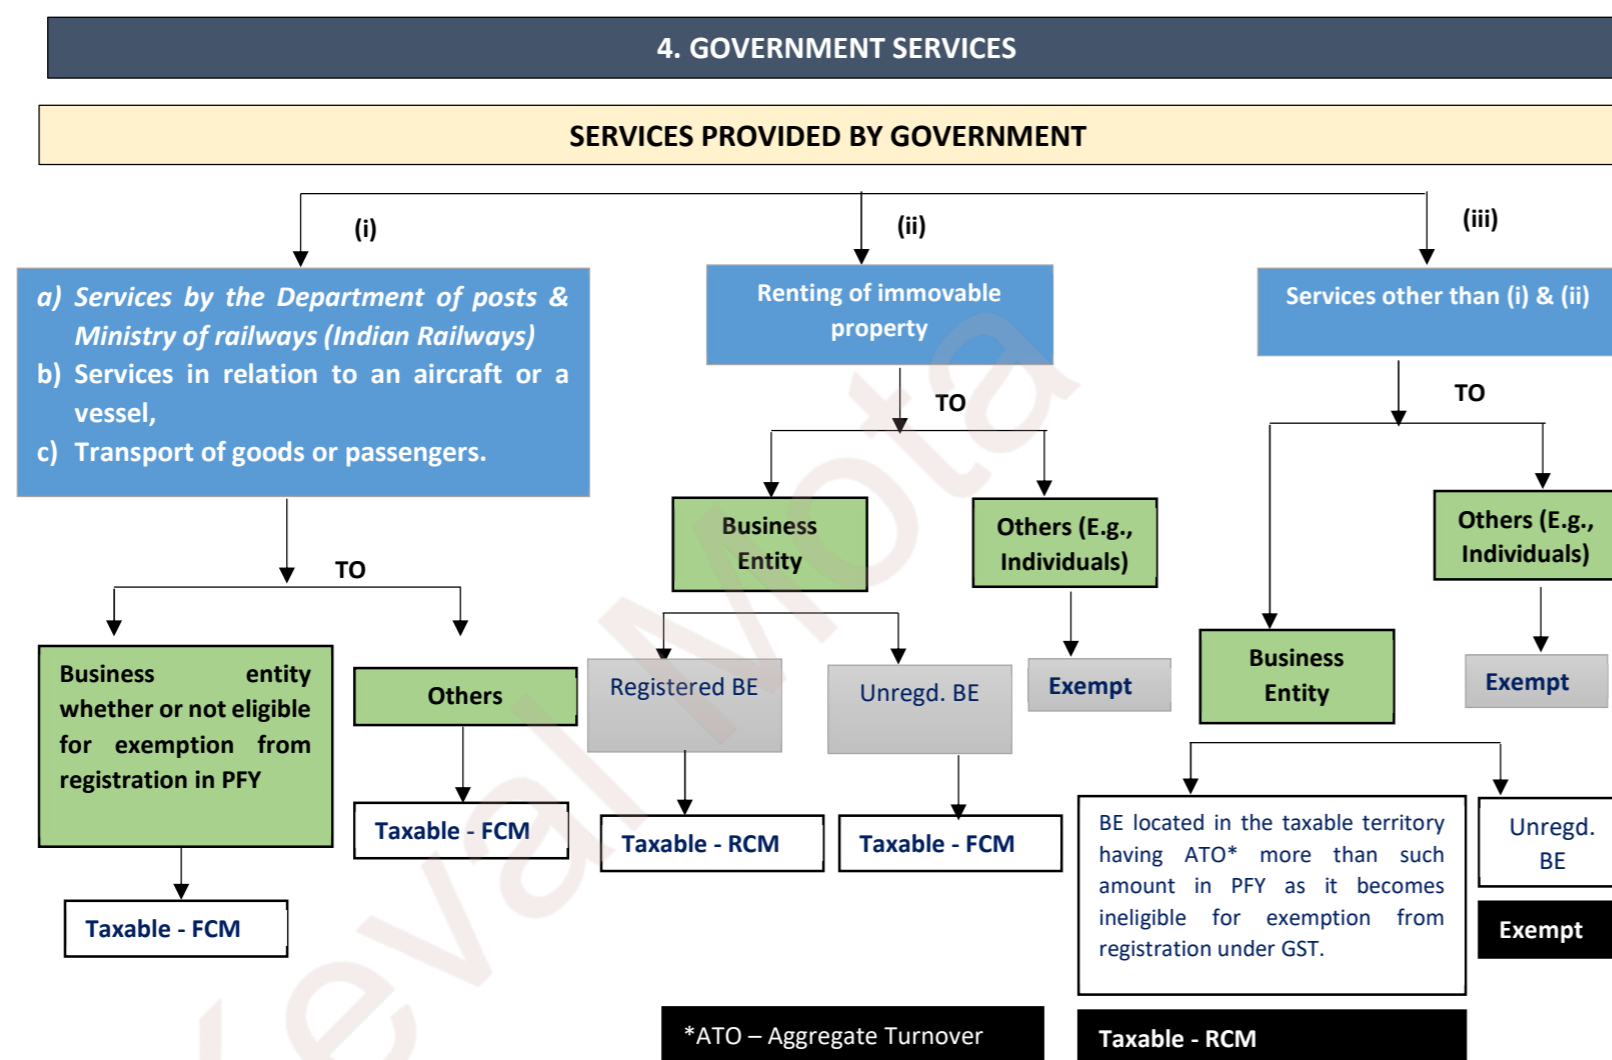 4. GOVERNMENT SERVICES
SERVICES PROVIDED BY GOVERNMENT
(i)
(ii)
(iii)
a) Services by the Department of posts &
Ministry of railways (Indian Railways)
b) Services in relation to an aircraft or a
vessel,
c) Transport of goods or passengers.
Renting of immovable
property
Services other than (i) & (ii)
TO
TO
TO
Business
Entity
Others (E.g.,
Individuals)
Others (E.g.,
Individuals)
Business entity
whether or not eligible
for exemption from
registration in PFY
Others
Registered BE
Unregd. BE
Exempt
Business
Entity
Exempt
Taxable - FCM
Taxable - FCM
Taxable - RCM
Taxable - FCM
BE located in the taxable territory
having ATO* more than such
amount in PFY as it becomes
ineligible for exemption from
registration under GST.
Unregd.
BE
Exempt
*ATO – Aggregate Turnover
Taxable - RCM
Keval Mota